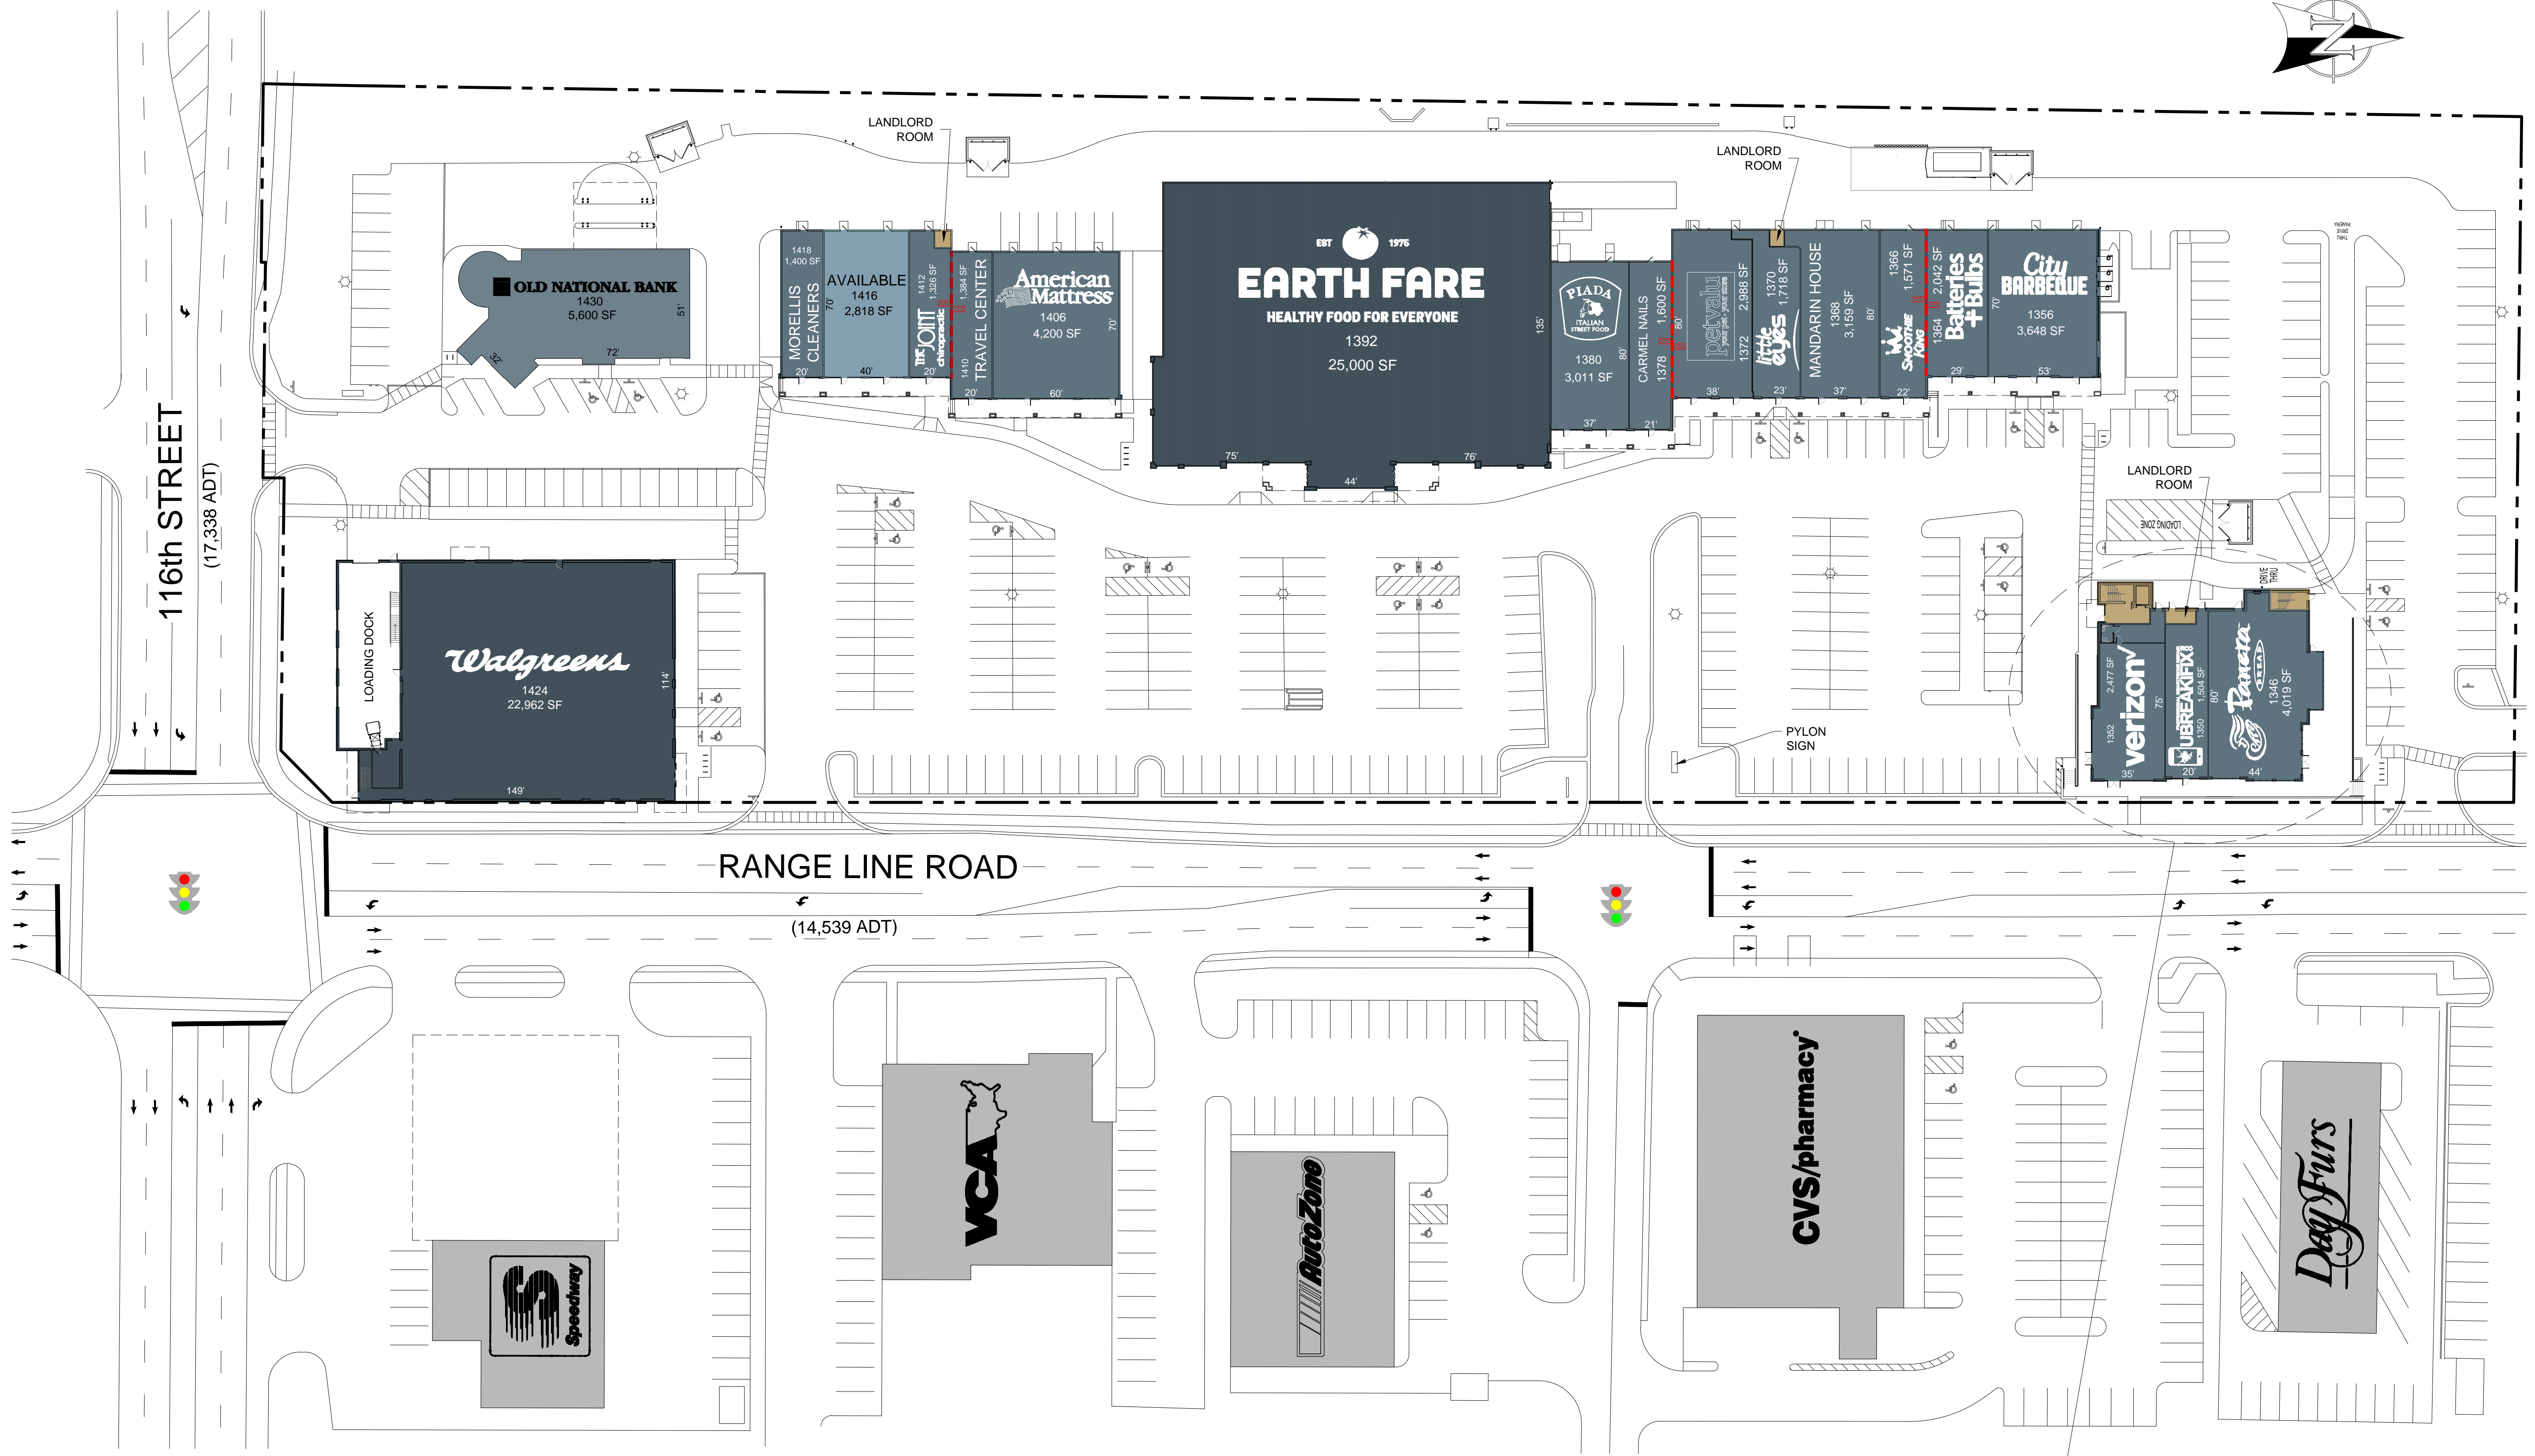 N
LANDLORD
ROOM
LANDLORD
ROOM
OLD NATIONAL BANK
1430
5,600 SF
51'
72'
32'
1418
1,400 SF
MORELLIS
CLEANERS
20'
70'
AVAILABLE
1416
2,818 SF
40'
1412
1,326 SF
THE JOINT
chiropractic
20'
1,384 SF
TRAVEL CENTER
1410
20'
American
Mattress
1406
4,200 SF
70'
60'
EST 1975
EARTH FARE
HEALTHY FOOD FOR EVERYONE
1392
25,000 SF
135'
75'
76'
44'
PIADA
ITALIAN
STREET FOOD
1380
3,011 SF
80'
37'
CARMEL NAILS
1378
1,600 SF
21'
80'
petvalu
your pet - your store
1372
2,988 SF
38'
1370
1,718 SF
little
eyes
23'
MANDARIN HOUSE
1368
3,159 SF
37'
80'
1366
1,571 SF
SMOOTHIE
KING
22'
1364
2,042 SF
Batteries
+ Bulbs
29'
70'
City
BARBEQUE
1356
3,648 SF
53'
PANERA
DRIVE
THRU
116th STREET
(17,338 ADT)
LOADING DOCK
Walgreens
1424
22,962 SF
114'
149'
LANDLORD
ROOM
LOADING ZONE
DRIVE
THRU
PYLON
SIGN
1352
2,477 SF
verizon
75'
35'
UBREAKIFIX
1350
1,504 SF
20'
80'
Panera
BREAD
1346
4,019 SF
44'
RANGE LINE ROAD
(14,539 ADT)
Speedway
VCA
AutoZone
CVS/pharmacy
Day Furs